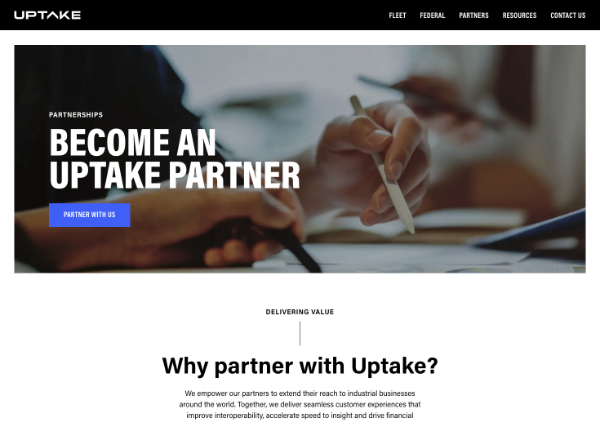 UPTAKE
FLEET FEDERAL PARTNERS RESOURCES CONTACT US
PARTNERSHIPS
BECOME AN
UPTAKE PARTNER
PARTNER WITH US
DELIVERING VALUE
Why partner with Uptake?
We empower our partners to extend their reach to industrial businesses
around the world. Together, we deliver seamless customer experiences that
improve interoperability, accelerate speed to insight and drive financial